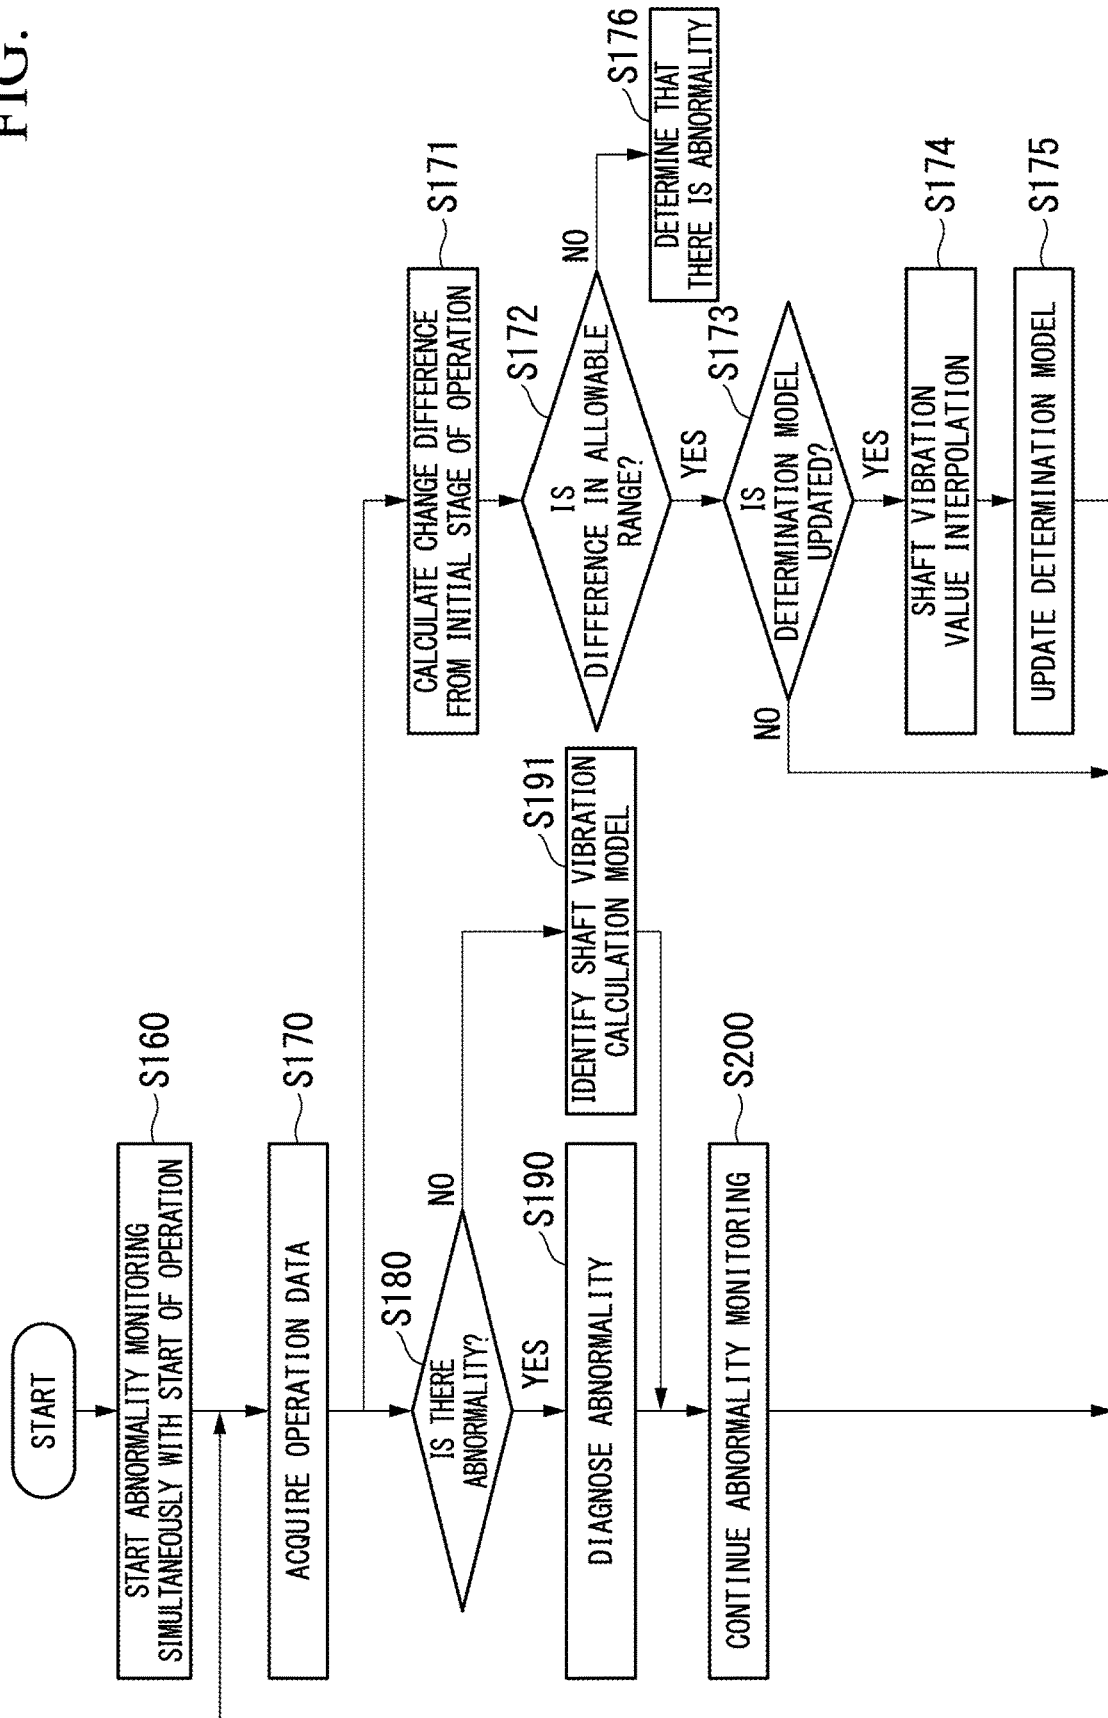 FIG.
START
START ABNORMALITY MONITORING
SIMULTANEOUSLY WITH START OF OPERATION
S160
ACQUIRE OPERATION DATA
S170
IS THERE
ABNORMALITY?
S180
NO
YES
DIAGNOSE ABNORMALITY
S190
IDENTIFY SHAFT VIBRATION
CALCULATION MODEL
S191
CONTINUE ABNORMALITY MONITORING
S200
CALCULATE CHANGE DIFFERENCE
FROM INITIAL STAGE OF OPERATION
S171
IS
DIFFERENCE IN ALLOWABLE
RANGE?
S172
NO
YES
DETERMINE THAT
THERE IS ABNORMALITY
S176
IS
DETERMINATION MODEL
UPDATED?
S173
NO
YES
SHAFT VIBRATION
VALUE INTERPOLATION
S174
UPDATE DETERMINATION MODEL
S175